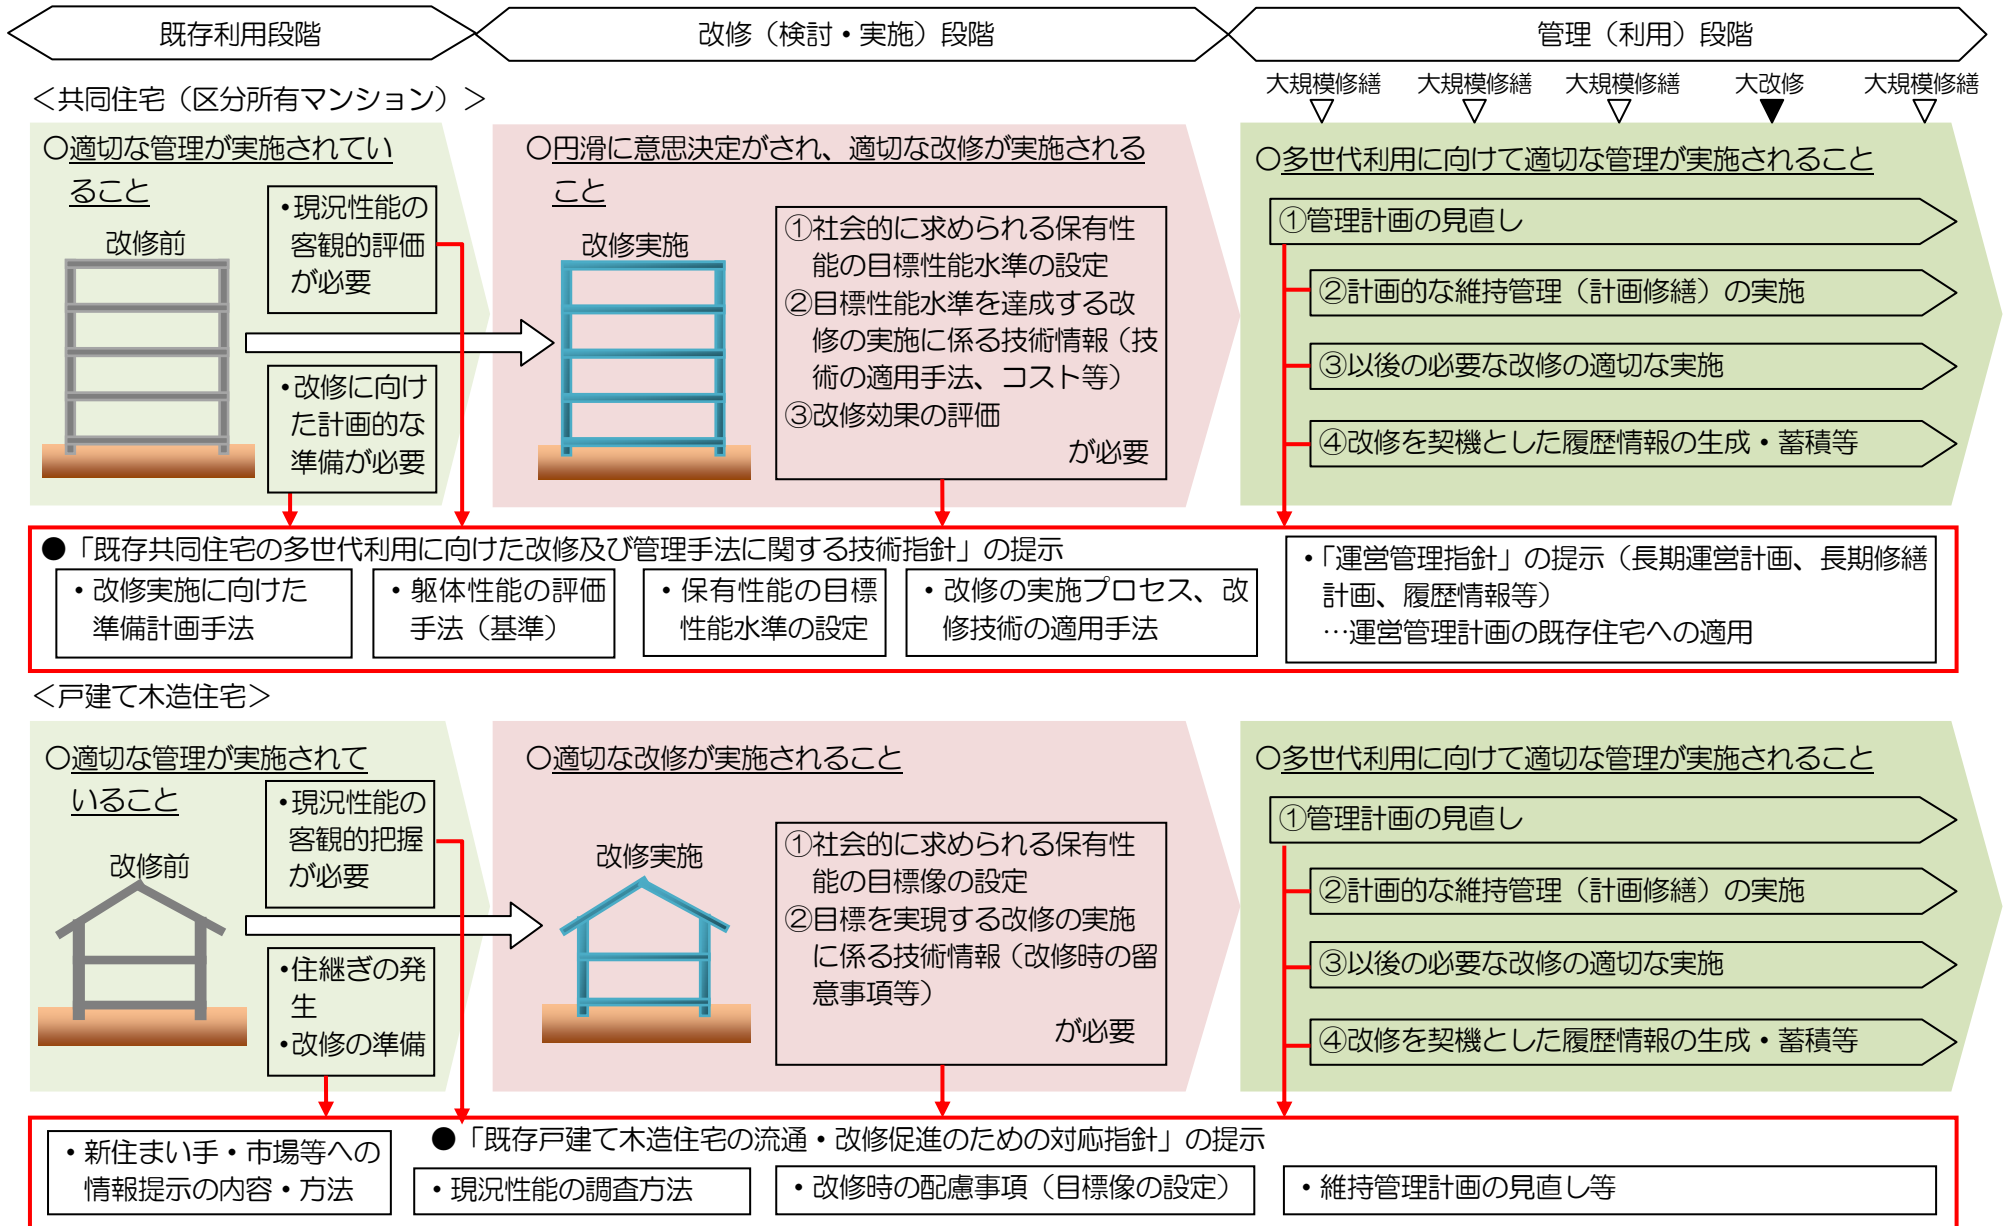 既存利用段階
改修（検討・実施）段階
管理（利用）段階
大規模修繕
大規模修繕
大規模修繕
大改修
大規模修繕
＜共同住宅（区分所有マンション）＞
○適切な管理が実施されてい
ること
改修前
・現況性能の
客観的評価
が必要
・改修に向け
た計画的な
準備が必要
○円滑に意思決定がされ、適切な改修が実施される
こと
改修実施
①社会的に求められる保有性
能の目標性能水準の設定
②目標性能水準を達成する改
修の実施に係る技術情報（技
術の適用手法、コスト等）
③改修効果の評価
が必要
○多世代利用に向けて適切な管理が実施されること
①管理計画の見直し
②計画的な維持管理（計画修繕）の実施
③以後の必要な改修の適切な実施
④改修を契機とした履歴情報の生成・蓄積等
●「既存共同住宅の多世代利用に向けた改修及び管理手法に関する技術指針」の提示
・改修実施に向けた
準備計画手法
・躯体性能の評価
手法（基準）
・保有性能の目標
性能水準の設定
・改修の実施プロセス、改
修技術の適用手法
・「運営管理指針」の提示（長期運営計画、長期修繕
計画、履歴情報等）
…運営管理計画の既存住宅への適用
＜戸建て木造住宅＞
○適切な管理が実施されて
いること
改修前
・現況性能の
客観的把握
が必要
・住継ぎの発
生
・改修の準備
○適切な改修が実施されること
改修実施
①社会的に求められる保有性
能の目標像の設定
②目標を実現する改修の実施
に係る技術情報（改修時の留
意事項等）
が必要
○多世代利用に向けて適切な管理が実施されること
①管理計画の見直し
②計画的な維持管理（計画修繕）の実施
③以後の必要な改修の適切な実施
④改修を契機とした履歴情報の生成・蓄積等
●「既存戸建て木造住宅の流通・改修促進のための対応指針」の提示
・新住まい手・市場等への
情報提示の内容・方法
・現況性能の調査方法
・改修時の配慮事項（目標像の設定）
・維持管理計画の見直し等